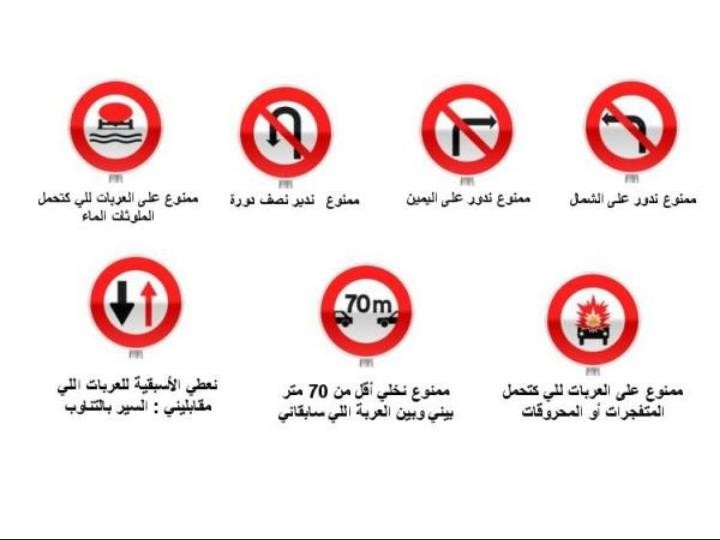 ممنوع ندور على الشمال
ممنوع ندور على اليمين
ممنوع ندير نصف دورة
ممنوع على العربات للي كتحمل
الملوثات الماء
70m
ممنوع على العربات للي كتحمل
المتفجرات أو المحروقات
ممنوع نخلي أقل من 70 متر
بيني وبين العربة اللي سابقاني
نعطي الأسبقية للعربات اللي
مقابليني : السير بالتناوب